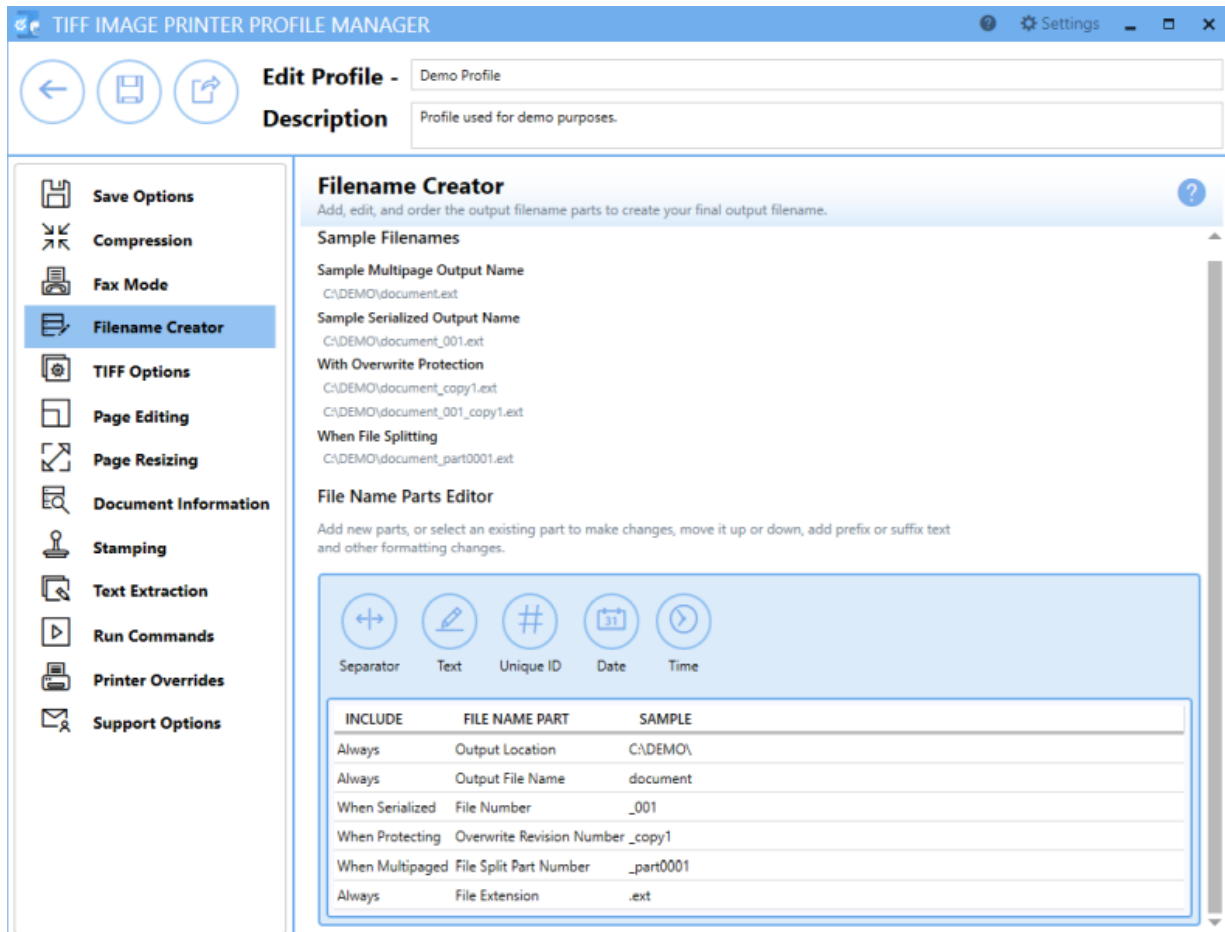 TIFF IMAGE PRINTER PROFILE MANAGER
? Settings
Edit Profile - Demo Profile
Description Profile used for demo purposes.
Save Options
Compression
Fax Mode
Filename Creator
TIFF Options
Page Editing
Page Resizing
Document Information
Stamping
Text Extraction
Run Commands
Printer Overrides
Support Options
Filename Creator
?
Add, edit, and order the output filename parts to create your final output filename.
Sample Filenames
Sample Multipage Output Name
C:\DEMO\document.ext
Sample Serialized Output Name
C:\DEMO\document_001.ext
With Overwrite Protection
C:\DEMO\document_copy1.ext
C:\DEMO\document_001_copy1.ext
When File Splitting
C:\DEMO\document_part0001.ext
File Name Parts Editor
Add new parts, or select an existing part to make changes, move it up or down, add prefix or suffix text
and other formatting changes.
31
Separator Text Unique ID Date Time
INCLUDE FILE NAME PART SAMPLE
Always Output Location C:\DEMO\
Always Output File Name document
When Serialized File Number _001
When Protecting Overwrite Revision Number _copy1
When Multipaged File Split Part Number _part0001
Always File Extension .ext